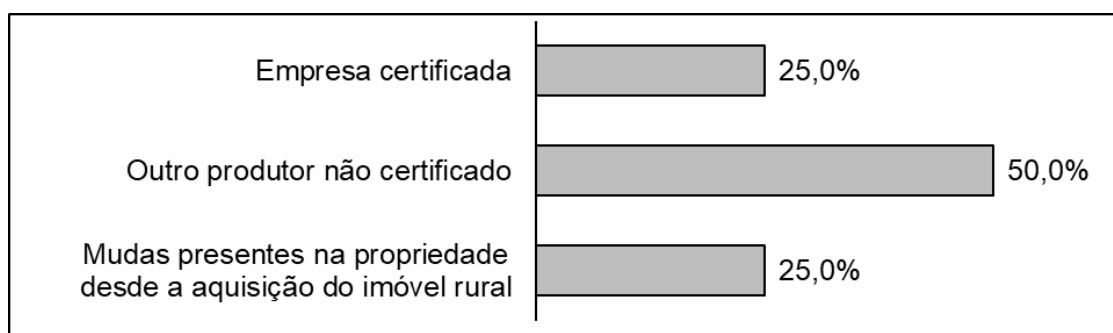 Empresa certificada
25,0%
Outro produtor não certificado
50,0%
Mudas presentes na propriedade
desde a aquisição do imóvel rural
25,0%